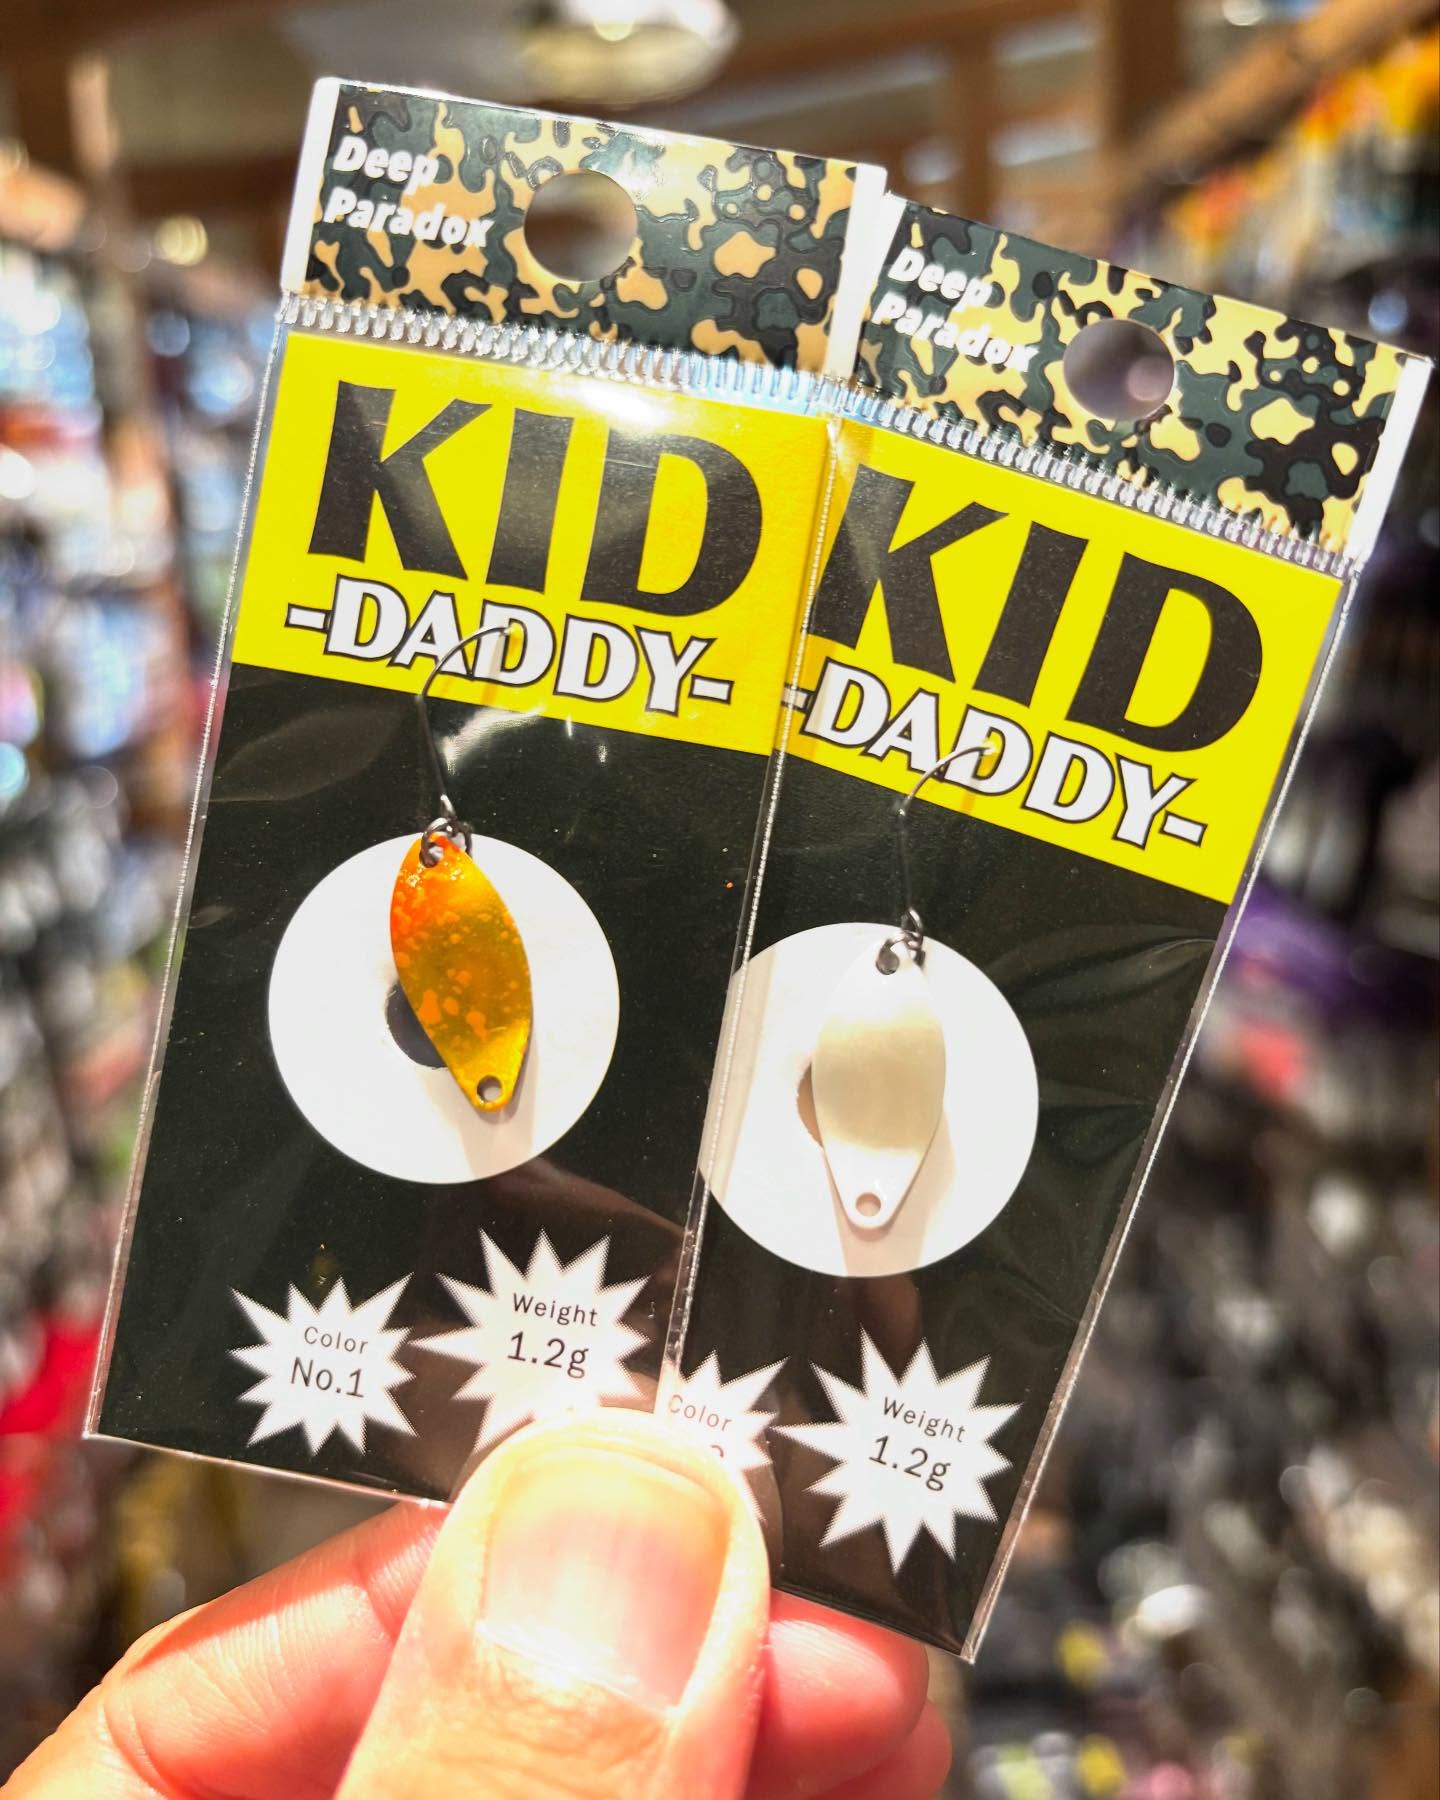 Deep
Paradox
KID
-DADDY-
Color
No.1
Weight
1.2g
Deep
Paradox
KID
-DADDY-
Color
Weight
1.2g